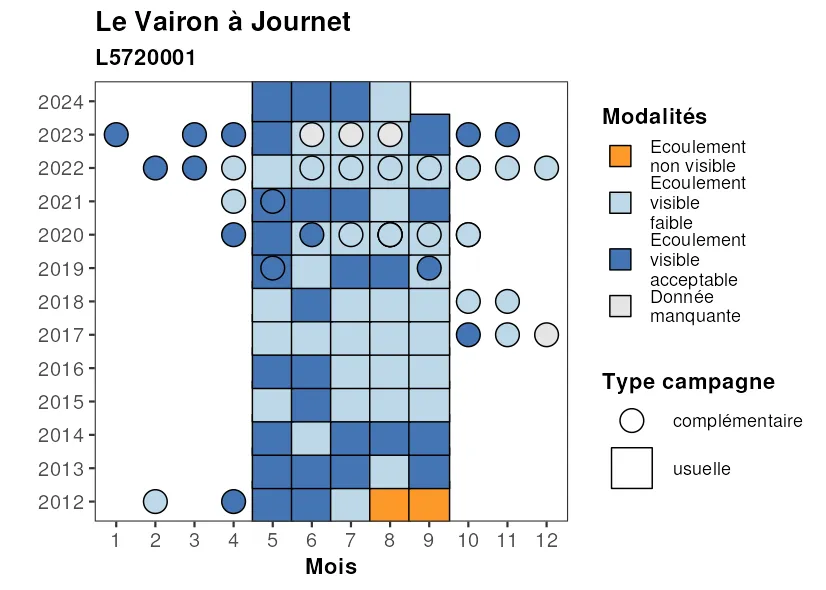 Le Vairon à Journet
L5720001
2024
2023
2022
2021
2020
2019
2018
2017
2016
2015
2014
2013
2012
1 2 3 4 5 6 7 8 9 10 11 12
Mois
Modalités
Ecoulement
non visible
Ecoulement
visible
faible
Ecoulement
visible
acceptable
Donnée
manquante
Type campagne
complémentaire
usuelle